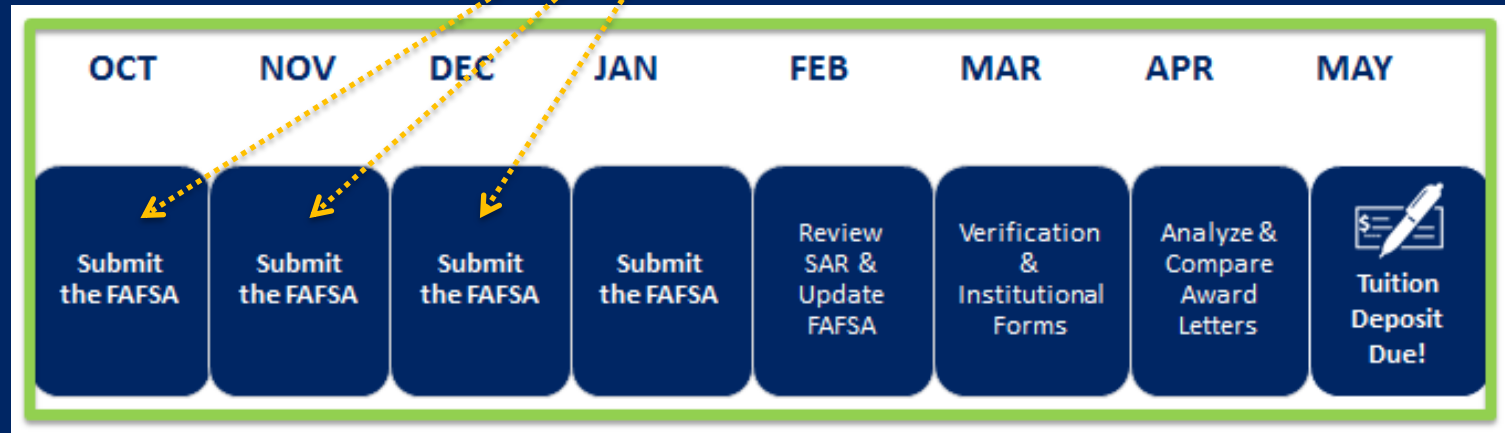 OCT NOV DEC JAN FEB MAR APR MAY
Submit
the FAFSA
Submit
the FAFSA
Submit
the FAFSA
Submit
the FAFSA
Review
SAR &
Update
FAFSA
Verification
&
Institutional
Forms
Analyze &
Compare
Award
Letters
$
Tuition
Deposit
Due!